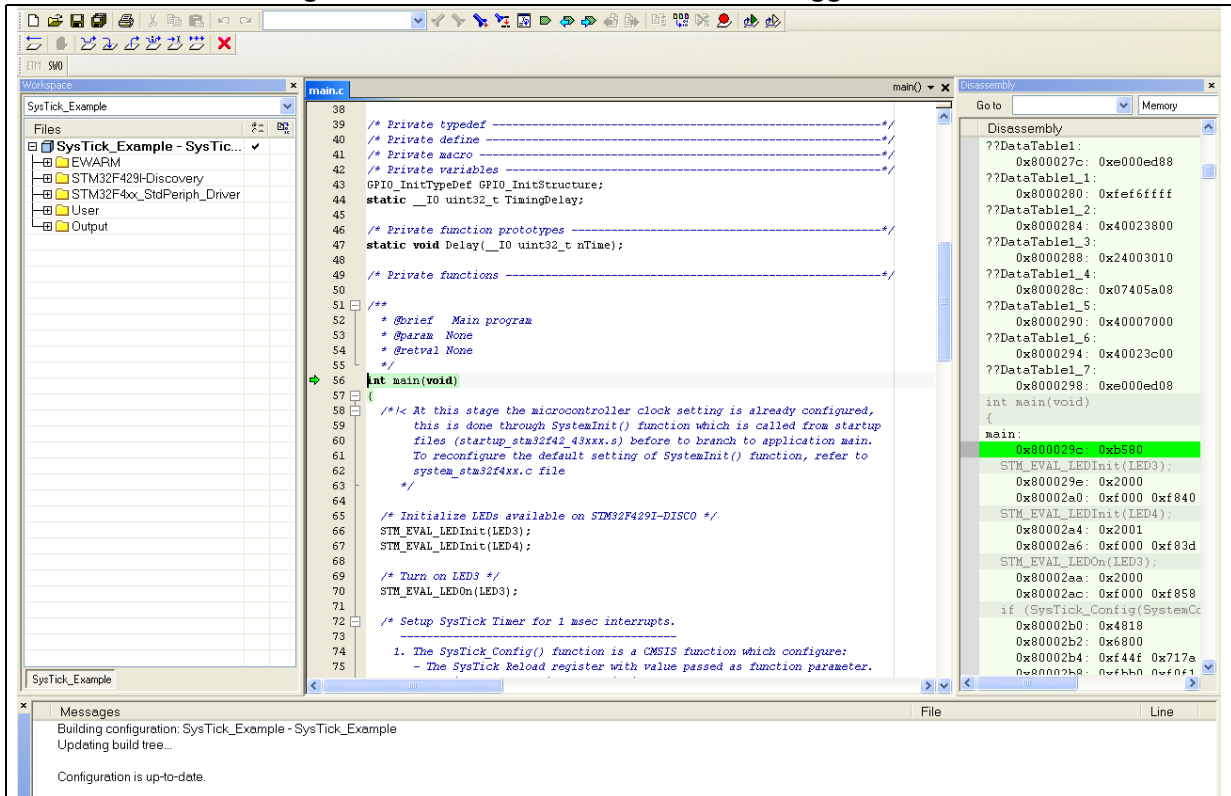 ETM SWO
Workspace
SysTick_Example
Files
SysTick_Example - SysTic...
EWARM
STM32F429I-Discovery
STM32F4xx_StdPeriph_Driver
User
Output
SysTick_Example
main.c
main()
38
39 /* Private typedef -----------------------------------------------------------*/
40 /* Private define ------------------------------------------------------------*/
41 /* Private macro -------------------------------------------------------------*/
42 /* Private variables ---------------------------------------------------------*/
43 GPIO_InitTypeDef GPIO_InitStructure;
44 static __IO uint32_t TimingDelay;
45
46 /* Private function prototypes -----------------------------------------------*/
47 static void Delay(__IO uint32_t nTime);
48
49 /* Private functions ---------------------------------------------------------*/
50
51 /**
52 * @brief Main program
53 * @param None
54 * @retval None
55 */
56 int main(void)
57 {
58 /*!< At this stage the microcontroller clock setting is already configured,
59 this is done through SystemInit() function which is called from startup
60 files (startup_stm32f42_43xxx.s) before to branch to application main.
61 To reconfigure the default setting of SystemInit() function, refer to
62 system_stm32f4xx.c file
63 */
64
65 /* Initialize LEDs available on STM32F429I-DISCO */
66 STM_EVAL_LEDInit(LED3);
67 STM_EVAL_LEDInit(LED4);
68
69 /* Turn on LED3 */
70 STM_EVAL_LEDOn(LED3);
71
72 /* Setup SysTick Timer for 1 msec interrupts.
73 ------------------------------------------
74 1. The SysTick_Config() function is a CMSIS function which configure:
75 - The SysTick Reload register with value passed as function parameter.
Disassembly
Go to Memory
Disassembly
??DataTable1:
0x800027c: 0xe000ed88
??DataTable1_1:
0x8000280: 0xfef6ffff
??DataTable1_2:
0x8000284: 0x40023800
??DataTable1_3:
0x8000288: 0x24003010
??DataTable1_4:
0x800028c: 0x07405a08
??DataTable1_5:
0x8000290: 0x40007000
??DataTable1_6:
0x8000294: 0x40023c00
??DataTable1_7:
0x8000298: 0xe000ed08
int main(void)
{
main:
0x800029c: 0xb580
STM_EVAL_LEDInit(LED3);
0x800029e: 0x2000
0x80002a0: 0xf000 0xf840
STM_EVAL_LEDInit(LED4);
0x80002a4: 0x2001
0x80002a6: 0xf000 0xf83d
STM_EVAL_LEDOn(LED3);
0x80002aa: 0x2000
0x80002ac: 0xf000 0xf858
if (SysTick_Config(SystemCo
0x80002b0: 0x4818
0x80002b2: 0x6800
0x80002b4: 0xf44f 0x717a
0x80002b8: 0xfbb0 0xf0f1
Messages File Line
Building configuration: SysTick_Example - SysTick_Example
Updating build tree...
Configuration is up-to-date.